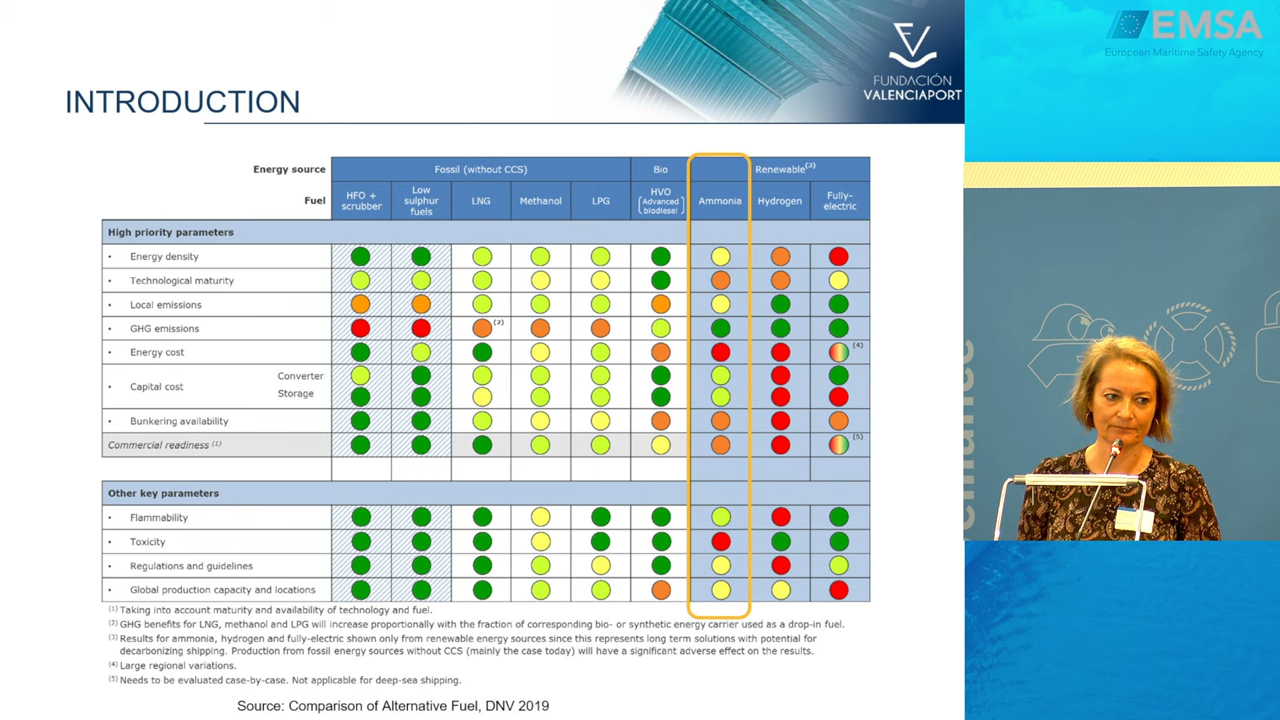 EMSA
European Maritime Safety Agency
FUNDACIÓN
VALENCIAPORT
INTRODUCTION
Energy source
Fossil (without CCS)
Bio
Renewable(3)
Fuel
HFO + scrubber
Low sulphur fuels
LNG
Methanol
LPG
HVO (Advanced biodiesel)
Ammonia
Hydrogen
Fully-electric
High priority parameters
• Energy density
• Technological maturity
• Local emissions
• GHG emissions
(2)
• Energy cost
(4)
• Capital cost
Converter
Storage
• Bunkering availability
Commercial readiness (1)
(5)
Other key parameters
• Flammability
• Toxicity
• Regulations and guidelines
• Global production capacity and locations
(1) Taking into account maturity and availability of technology and fuel.
(2) GHG benefits for LNG, methanol and LPG will increase proportionally with the fraction of corresponding bio- or synthetic energy carrier used as a drop-in fuel.
(3) Results for ammonia, hydrogen and fully-electric shown only from renewable energy sources since this represents long term solutions with potential for
decarbonizing shipping. Production from fossil energy sources without CCS (mainly the case today) will have a significant adverse effect on the results.
(4) Large regional variations.
(5) Needs to be evaluated case-by-case. Not applicable for deep-sea shipping.
Source: Comparison of Alternative Fuel, DNV 2019